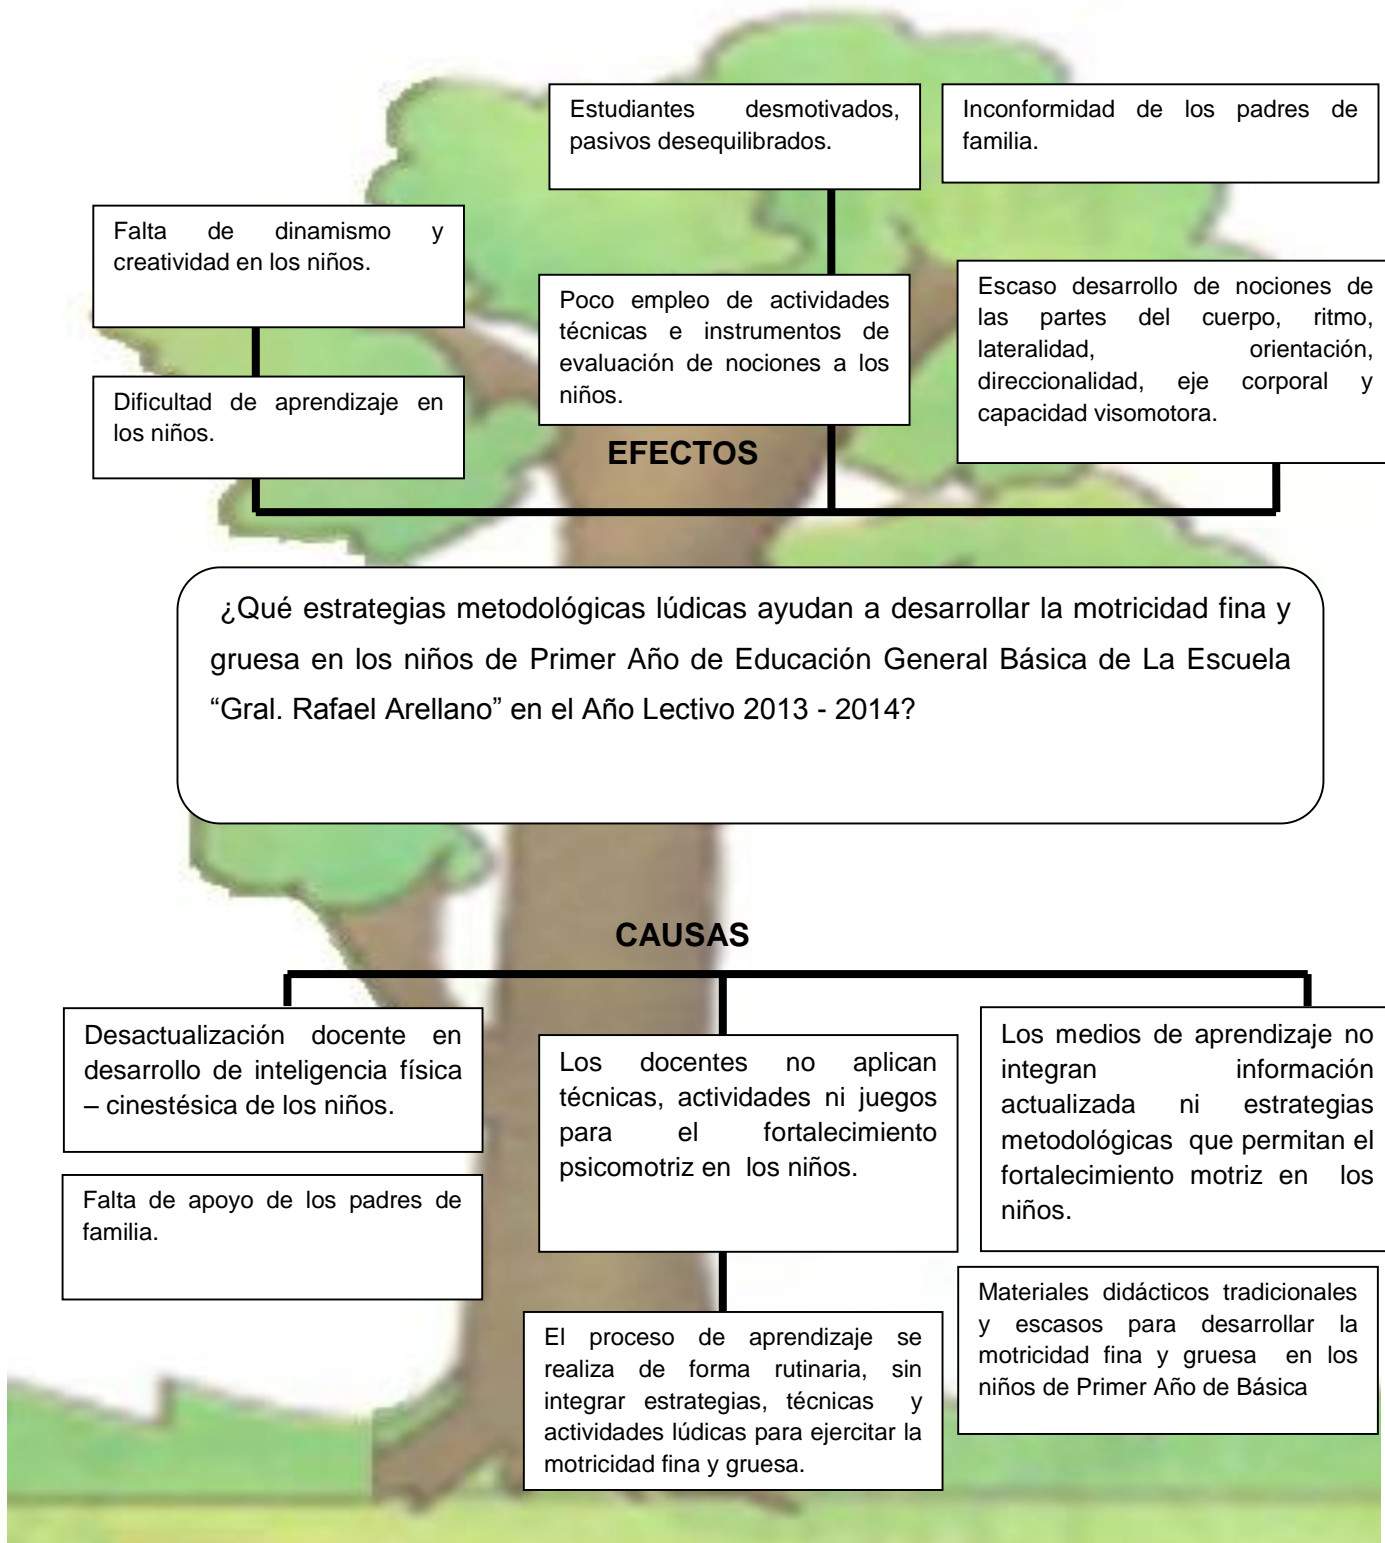 Estudiantes desmotivados,
pasivos desequilibrados.
Inconformidad de los padres de
familia.
Falta de dinamismo y
creatividad en los niños.
Poco empleo de actividades
técnicas e instrumentos de
evaluación de nociones a los
niños.
Escaso desarrollo de nociones de
las partes del cuerpo, ritmo,
lateralidad, orientación,
direccionalidad, eje corporal y
capacidad visomotora.
Dificultad de aprendizaje en
los niños.
EFECTOS
¿Qué estrategias metodológicas lúdicas ayudan a desarrollar la motricidad fina y
gruesa en los niños de Primer Año de Educación General Básica de La Escuela
“Gral. Rafael Arellano” en el Año Lectivo 2013 - 2014?
CAUSAS
Desactualización docente en
desarrollo de inteligencia física
– cinestésica de los niños.
Los docentes no aplican
técnicas, actividades ni juegos
para el fortalecimiento
psicomotriz en los niños.
Los medios de aprendizaje no
integran información
actualizada ni estrategias
metodológicas que permitan el
fortalecimiento motriz en los
niños.
Falta de apoyo de los padres de
familia.
El proceso de aprendizaje se
realiza de forma rutinaria, sin
integrar estrategias, técnicas y
actividades lúdicas para ejercitar la
motricidad fina y gruesa.
Materiales didácticos tradicionales
y escasos para desarrollar la
motricidad fina y gruesa en los
niños de Primer Año de Básica